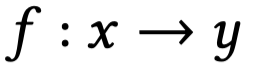 f : x → y